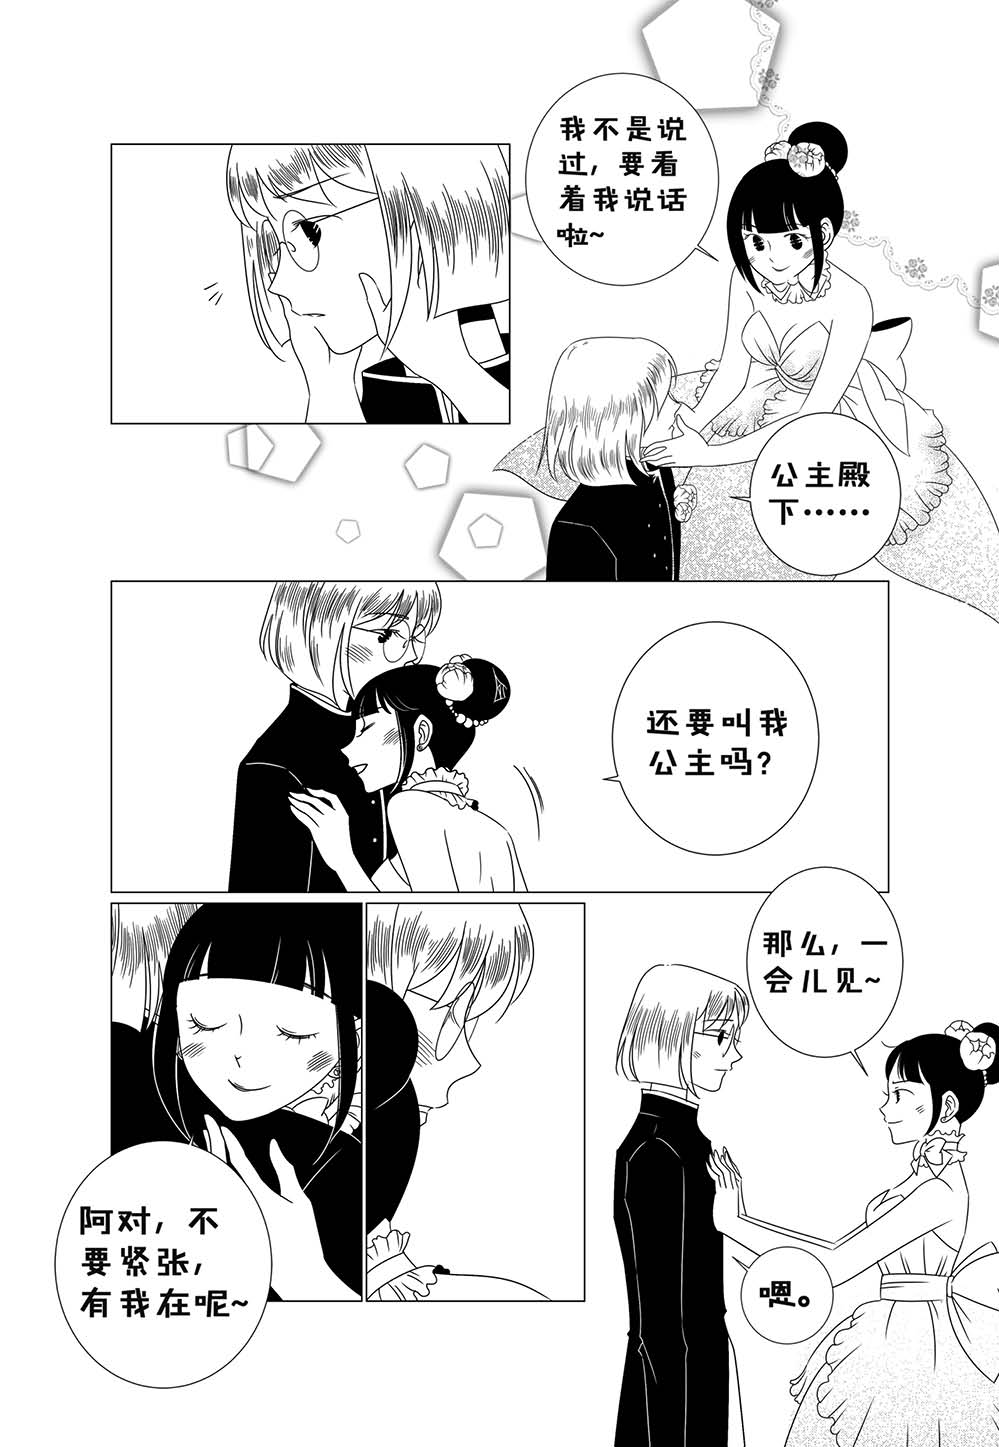 我不是说
过，要看
着我说话
啦~
公主殿
下……
还要叫我
公主吗?
阿对，不
要紧张，
有我在呢~
那么，一
会儿见~
嗯。